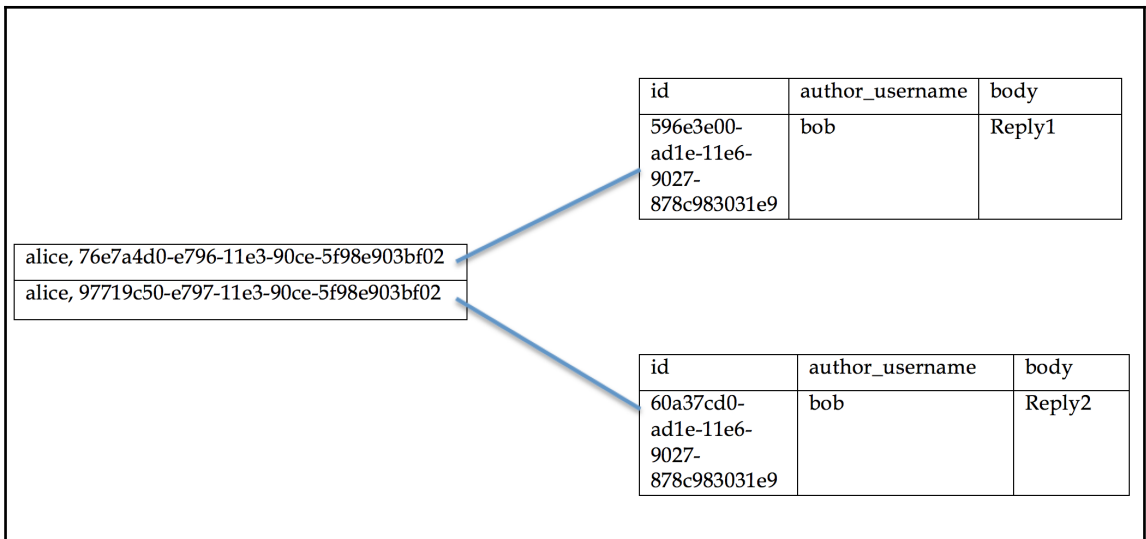 id author_username body
596e3e00- bob Reply1
ad1e-11e6-
9027-
878c983031e9
alice, 76e7a4d0-e796-11e3-90ce-5f98e903bf02
alice, 97719c50-e797-11e3-90ce-5f98e903bf02
id author_username body
60a37cd0- bob Reply2
ad1e-11e6-
9027-
878c983031e9